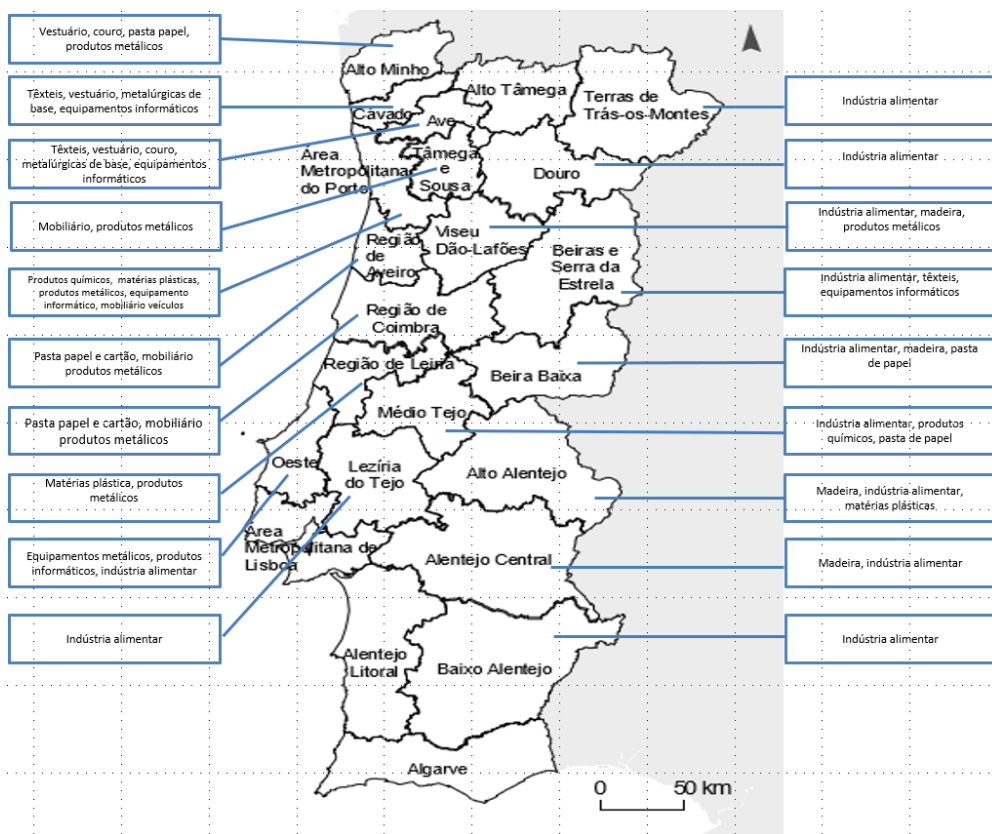 Vestuário, couro, pasta papel,
produtos metálicos
Têxteis, vestuário, metalúrgicas de
base, equipamentos informáticos
Têxteis, vestuário, couro,
metalúrgicas de base, equipamentos
informáticos
Mobiliário, produtos metálicos
Produtos químicos, matérias plásticas,
produtos metálicos, equipamento
informático, mobiliário veículos
Pasta papel e cartão, mobiliário
produtos metálicos
Pasta papel e cartão, mobiliário
produtos metálicos
Matérias plástica, produtos
metálicos
Equipamentos metálicos, produtos
informáticos, indústria alimentar
Indústria alimentar
Alto Minho
Alto Tâmega
Terras de
Trás-os-Montes
Cávado
Ave
Área
Metropolitana
do Porto
Tâmega
e
Sousa
Douro
Viseu
Dão-Lafões
Região
de
Aveiro
Beiras e
Serra da
Estrela
Região de
Coimbra
Região de Leiria
Beira Baixa
Médio Tejo
Oeste
Lezíria
do Tejo
Alto Alentejo
Área
Metropolitana de
Lisboa
Alentejo Central
Alentejo
Litoral
Baixo Alentejo
Algarve
0 50 km
Indústria alimentar
Indústria alimentar
Indústria alimentar, madeira,
produtos metálicos
Indústria alimentar, têxteis,
equipamentos informáticos
Indústria alimentar, madeira, pasta
de papel
Indústria alimentar, produtos
químicos, pasta de papel
Madeira, indústria alimentar,
matérias plásticas
Madeira, indústria alimentar
Indústria alimentar